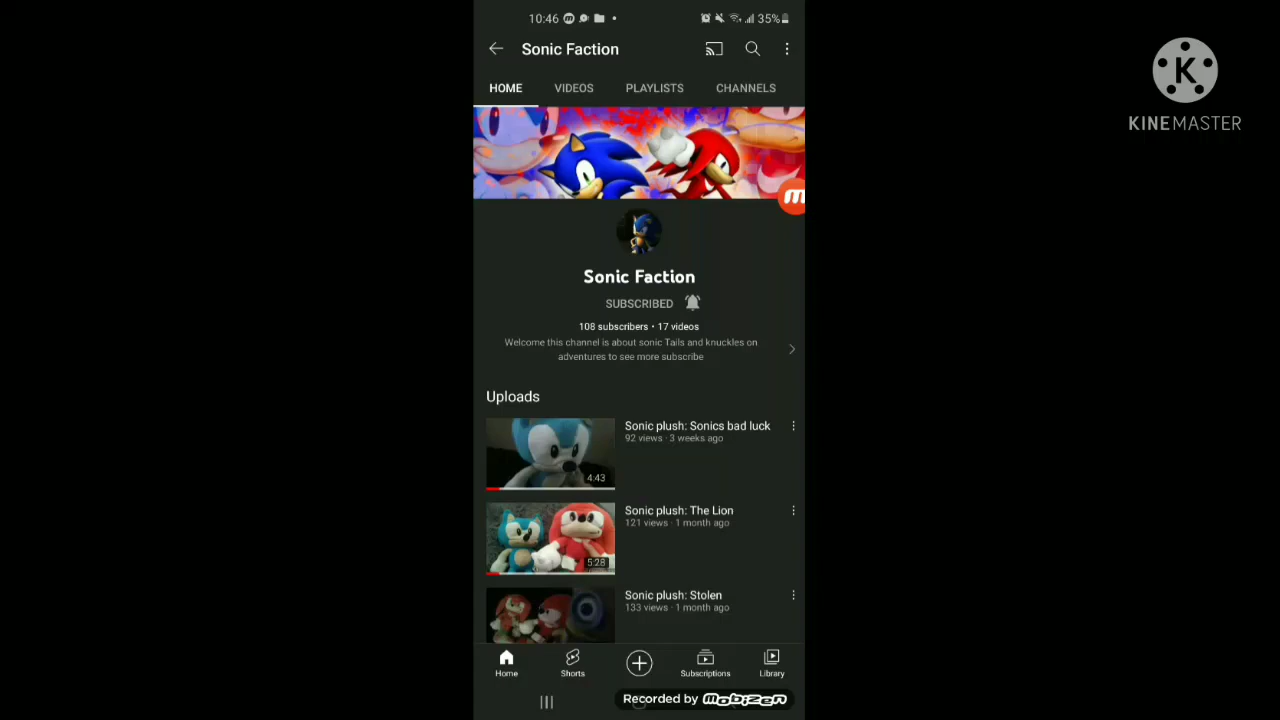 10:46
35%
Sonic Faction
HOME VIDEOS PLAYLISTS CHANNELS
K
KINEMASTER
m
Sonic Faction
SUBSCRIBED
108 subscribers • 17 videos
Welcome this channel is about sonic Tails and knuckles on
adventures to see more subscribe
Uploads
Sonic plush: Sonics bad luck
92 views · 3 weeks ago
4:43
Sonic plush: The Lion
121 views · 1 month ago
5:28
Sonic plush: Stolen
133 views · 1 month ago
Home Shorts Subscriptions Library
Recorded by mobizen